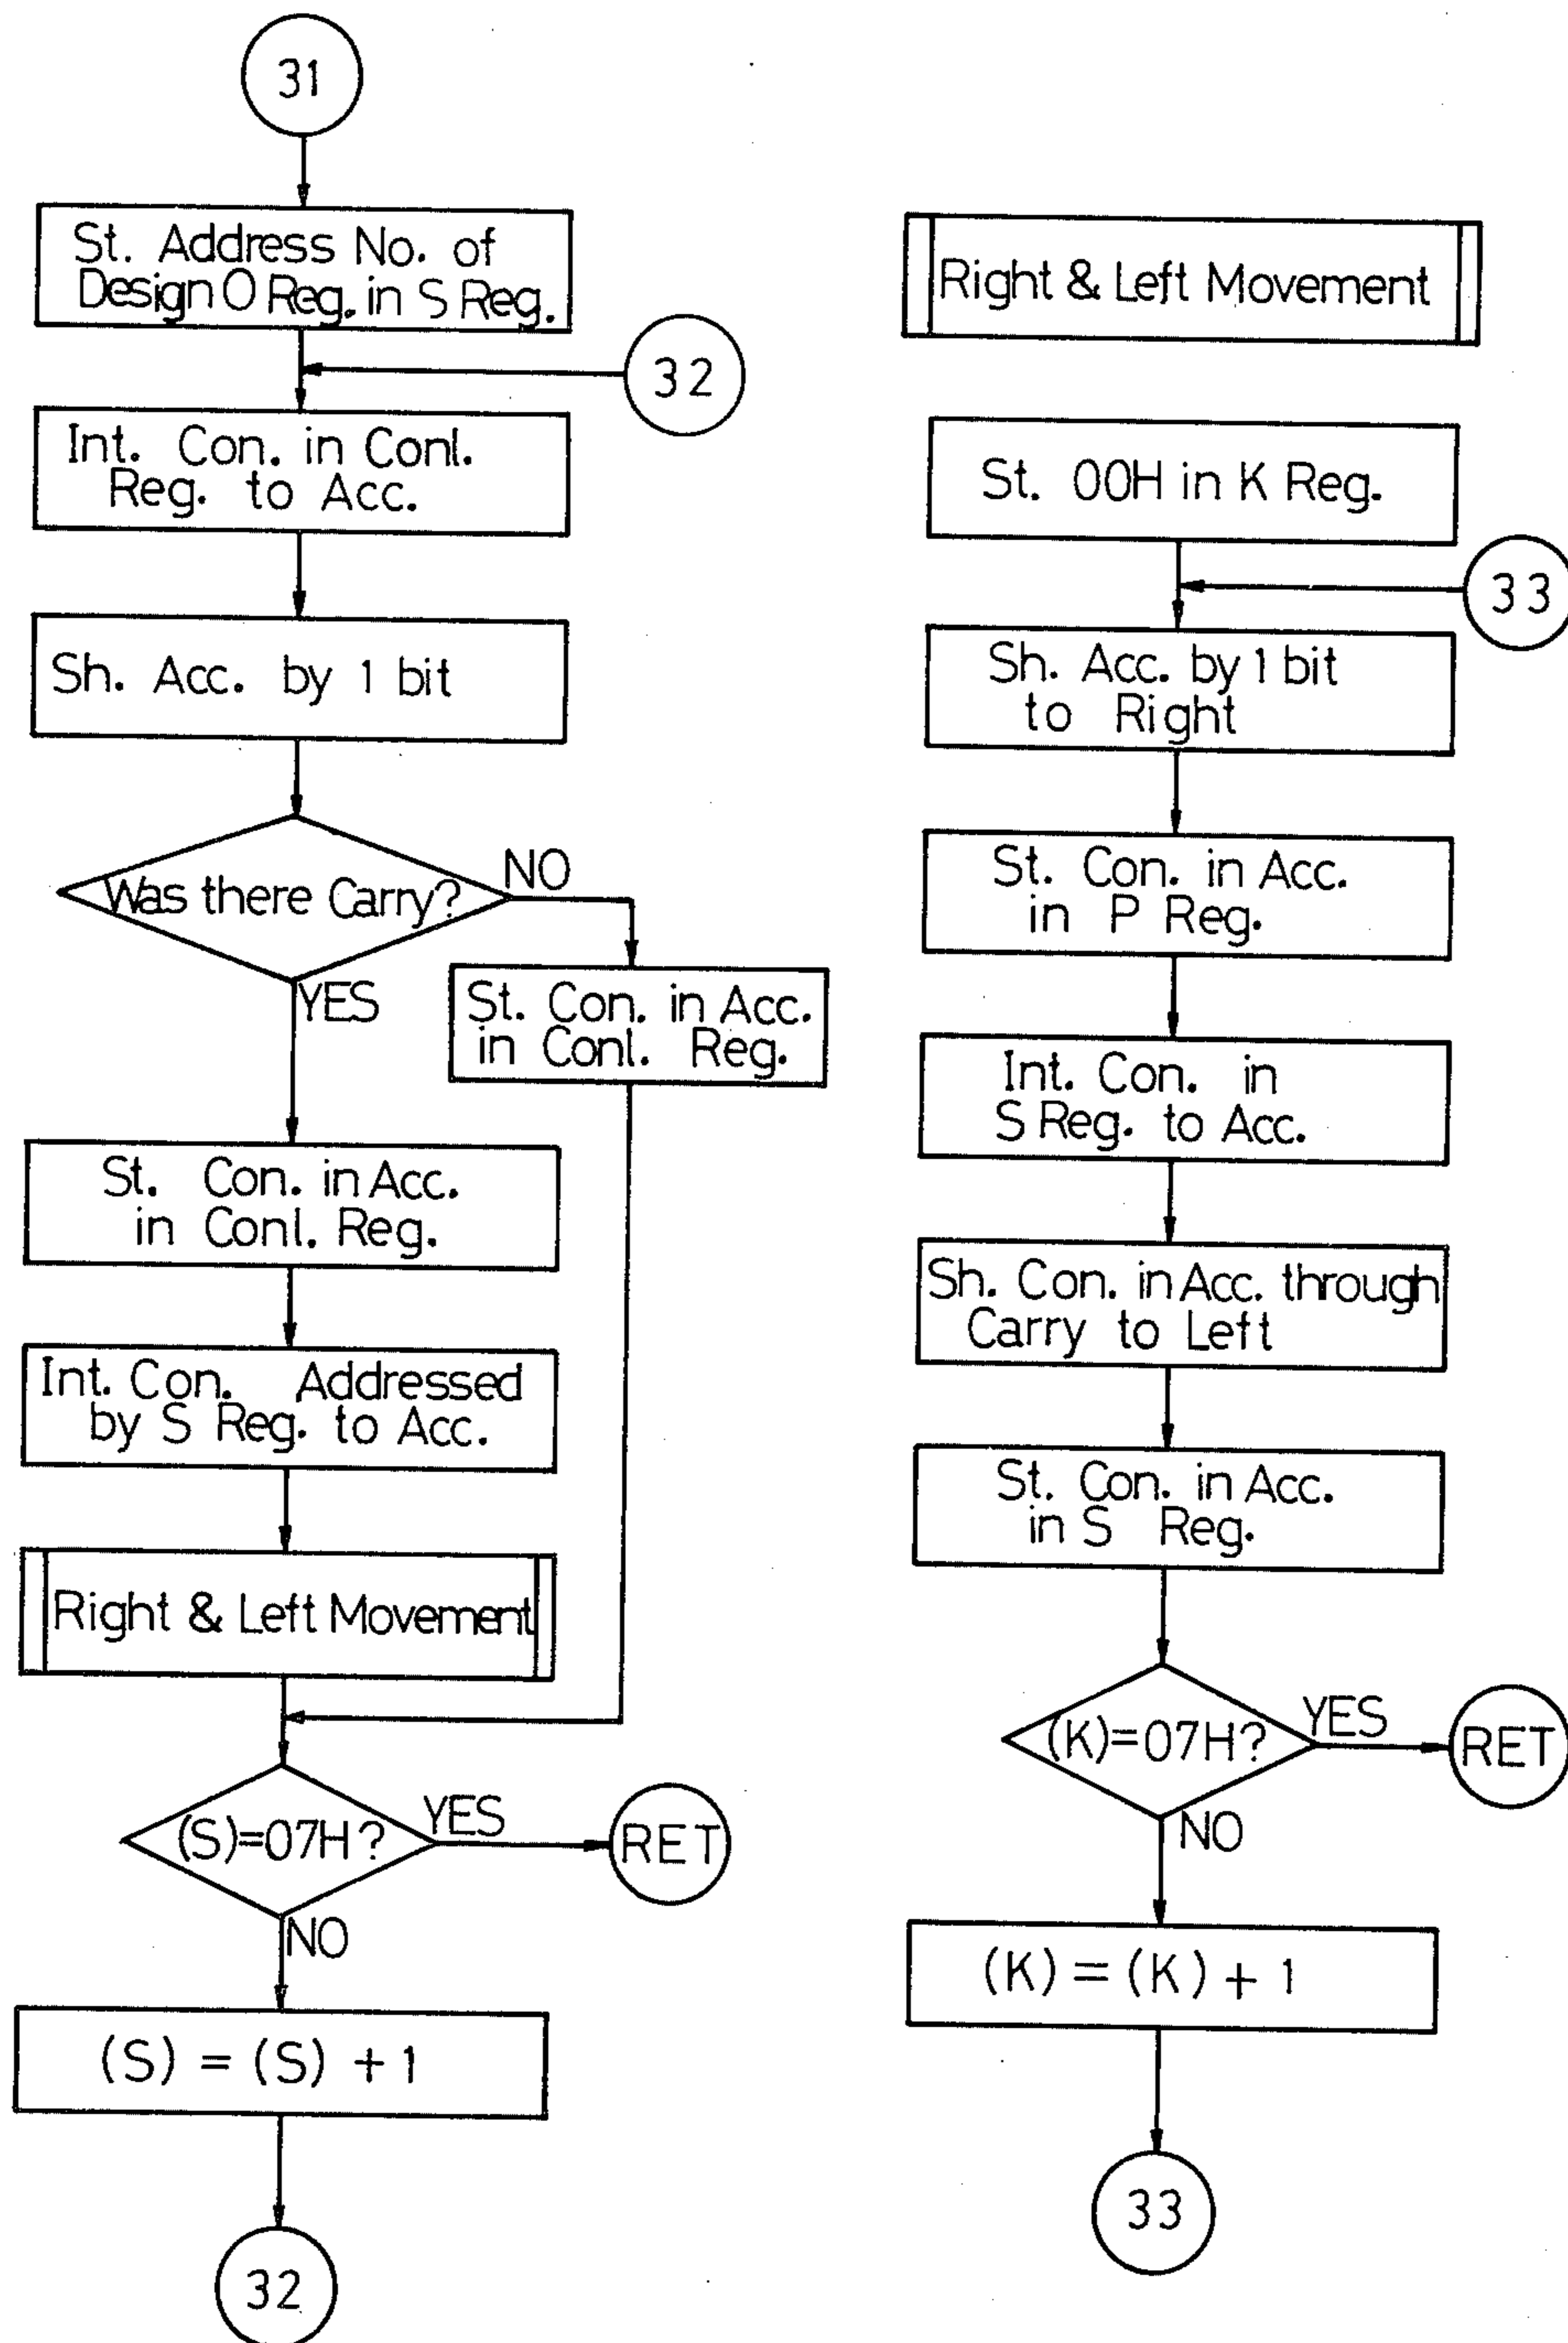 31
St. Address No. of
Design 0 Reg. in S Reg.
32
Int. Con. in Conl.
Reg. to Acc.
Sh. Acc. by 1 bit
Was there Carry?
NO
YES
St. Con. in Acc.
in Conl. Reg.
St. Con. in Acc.
in Conl. Reg.
Int. Con. Addressed
by S Reg. to Acc.
Right & Left Movement
(S)=07H?
YES
RET
NO
(S) = (S) + 1
32
Right & Left Movement
St. 00H in K Reg.
33
Sh. Acc. by 1 bit
to Right
St. Con. in Acc.
in P Reg.
Int. Con. in
S Reg. to Acc.
Sh. Con. in Acc. through
Carry to Left
St. Con. in Acc.
in S Reg.
(K)=07H?
YES
RET
NO
(K) = (K) + 1
33